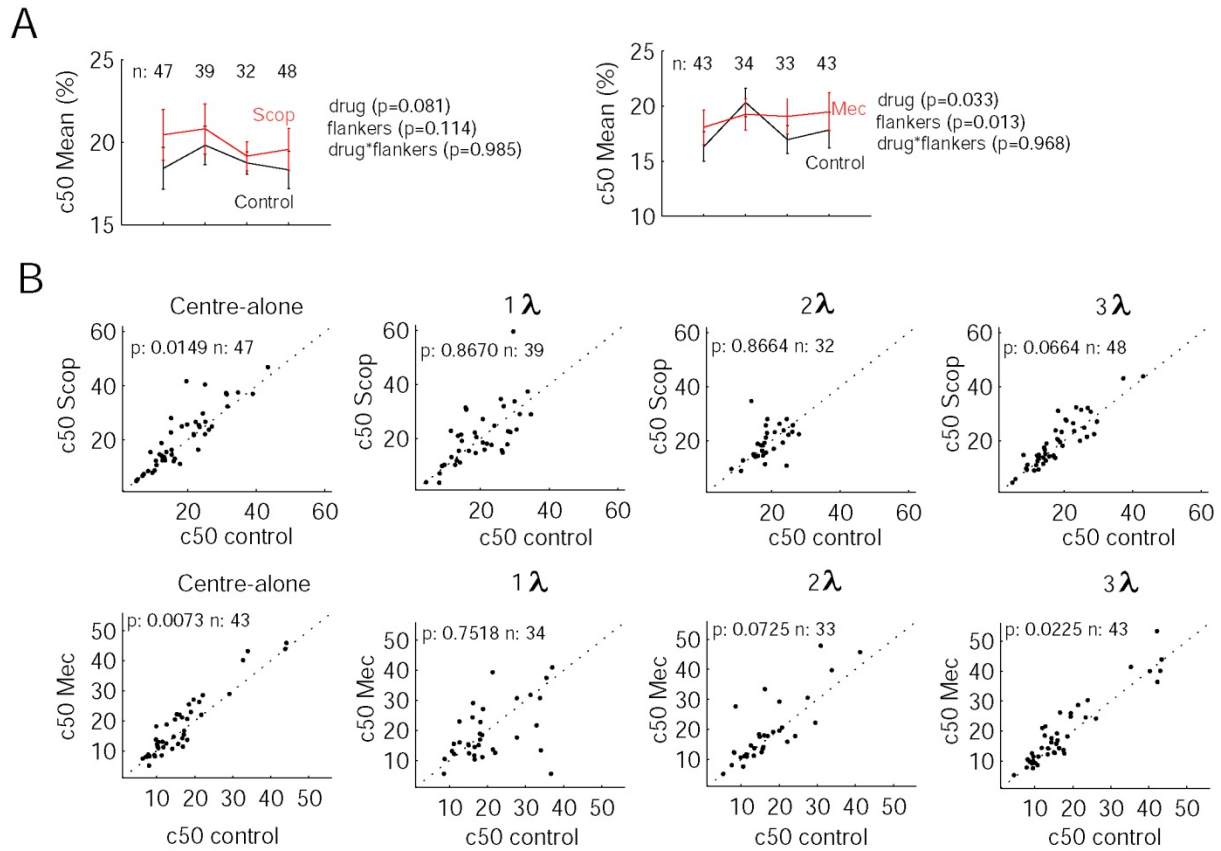 A
n: 47 39 32 48
c50 Mean (%)
20
15
Scop
Control
drug (p=0.081)
flankers (p=0.114)
drug*flankers (p=0.985)
n: 43 34 33 43
c50 Mean (%)
25
20
15
10
Mec
Control
drug (p=0.033)
flankers (p=0.013)
drug*flankers (p=0.968)
B
Centre-alone
p: 0.0149 n: 47
c50 Scop
60
40
20
20 40 60
c50 control
1λ
p: 0.8670 n: 39
c50 Scop
60
40
20
20 40 60
c50 control
2λ
p: 0.8664 n: 32
c50 Scop
60
40
20
20 40 60
c50 control
3λ
p: 0.0664 n: 48
c50 Scop
60
40
20
20 40 60
c50 control
Centre-alone
p: 0.0073 n: 43
c50 Mec
50
40
30
20
10
10 20 30 40 50
c50 control
1λ
p: 0.7518 n: 34
c50 Mec
50
40
30
20
10
10 20 30 40 50
c50 control
2λ
p: 0.0725 n: 33
c50 Mec
50
40
30
20
10
10 20 30 40 50
c50 control
3λ
p: 0.0225 n: 43
c50 Mec
50
40
30
20
10
10 20 30 40 50
c50 control